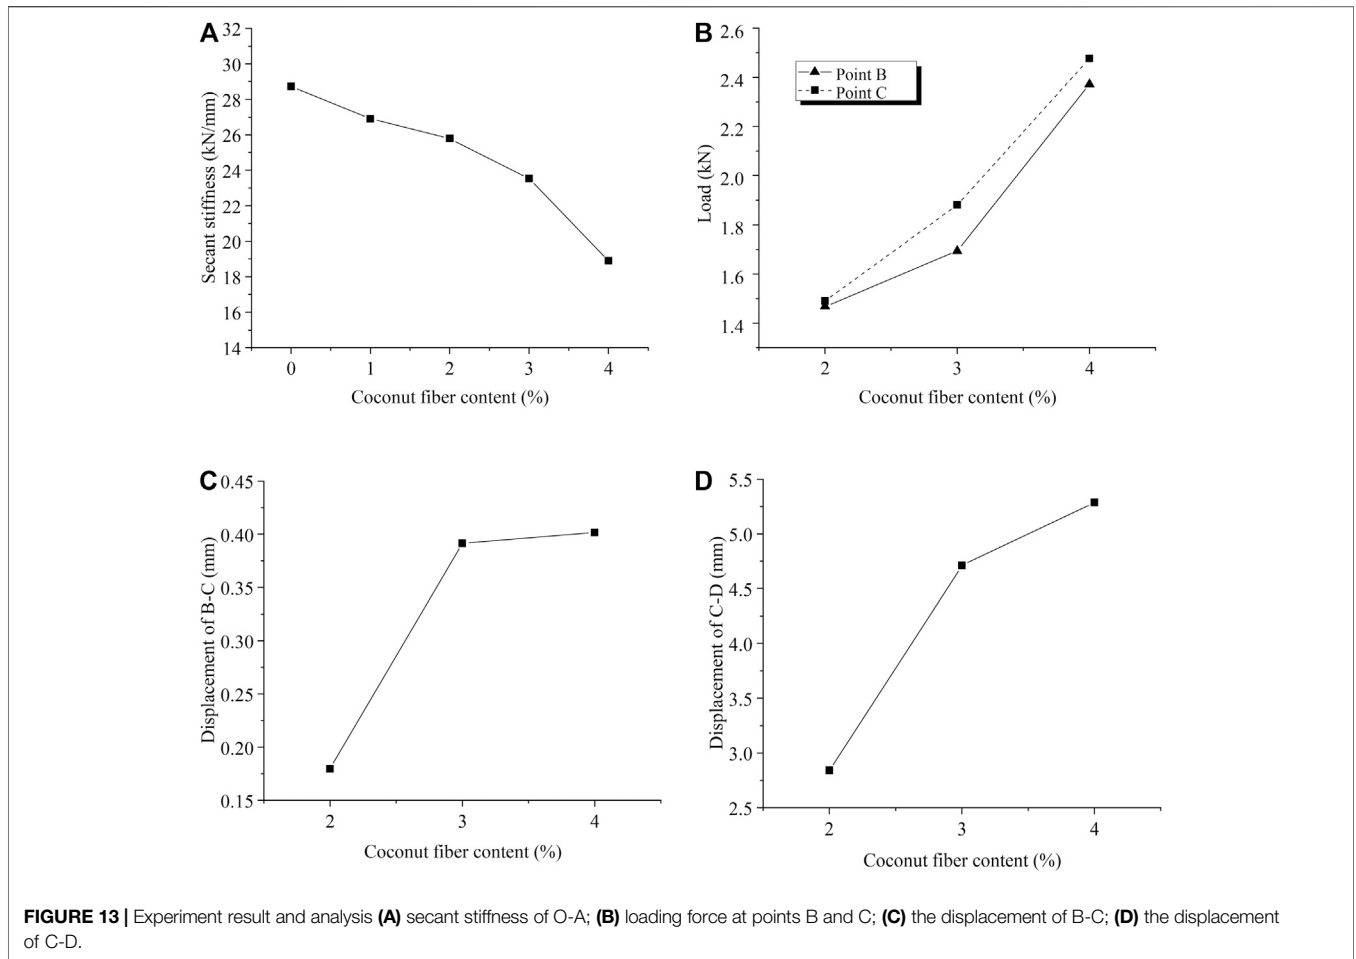 A
32
30
28
26
24
22
20
18
16
14
Secant stiffness (kN/mm)
0 1 2 3 4
Coconut fiber content (%)
B
2.6
2.4
2.2
2.0
1.8
1.6
1.4
Load (kN)
Point B
Point C
2 3 4
Coconut fiber content (%)
C
0.45
0.40
0.35
0.30
0.25
0.20
0.15
Displacement of B-C (mm)
2 3 4
Coconut fiber content (%)
D
5.5
5.0
4.5
4.0
3.5
3.0
2.5
Displacement of C-D (mm)
2 3 4
Coconut fiber content (%)
FIGURE 13 | Experiment result and analysis (A) secant stiffness of O-A; (B) loading force at points B and C; (C) the displacement of B-C; (D) the displacement
of C-D.